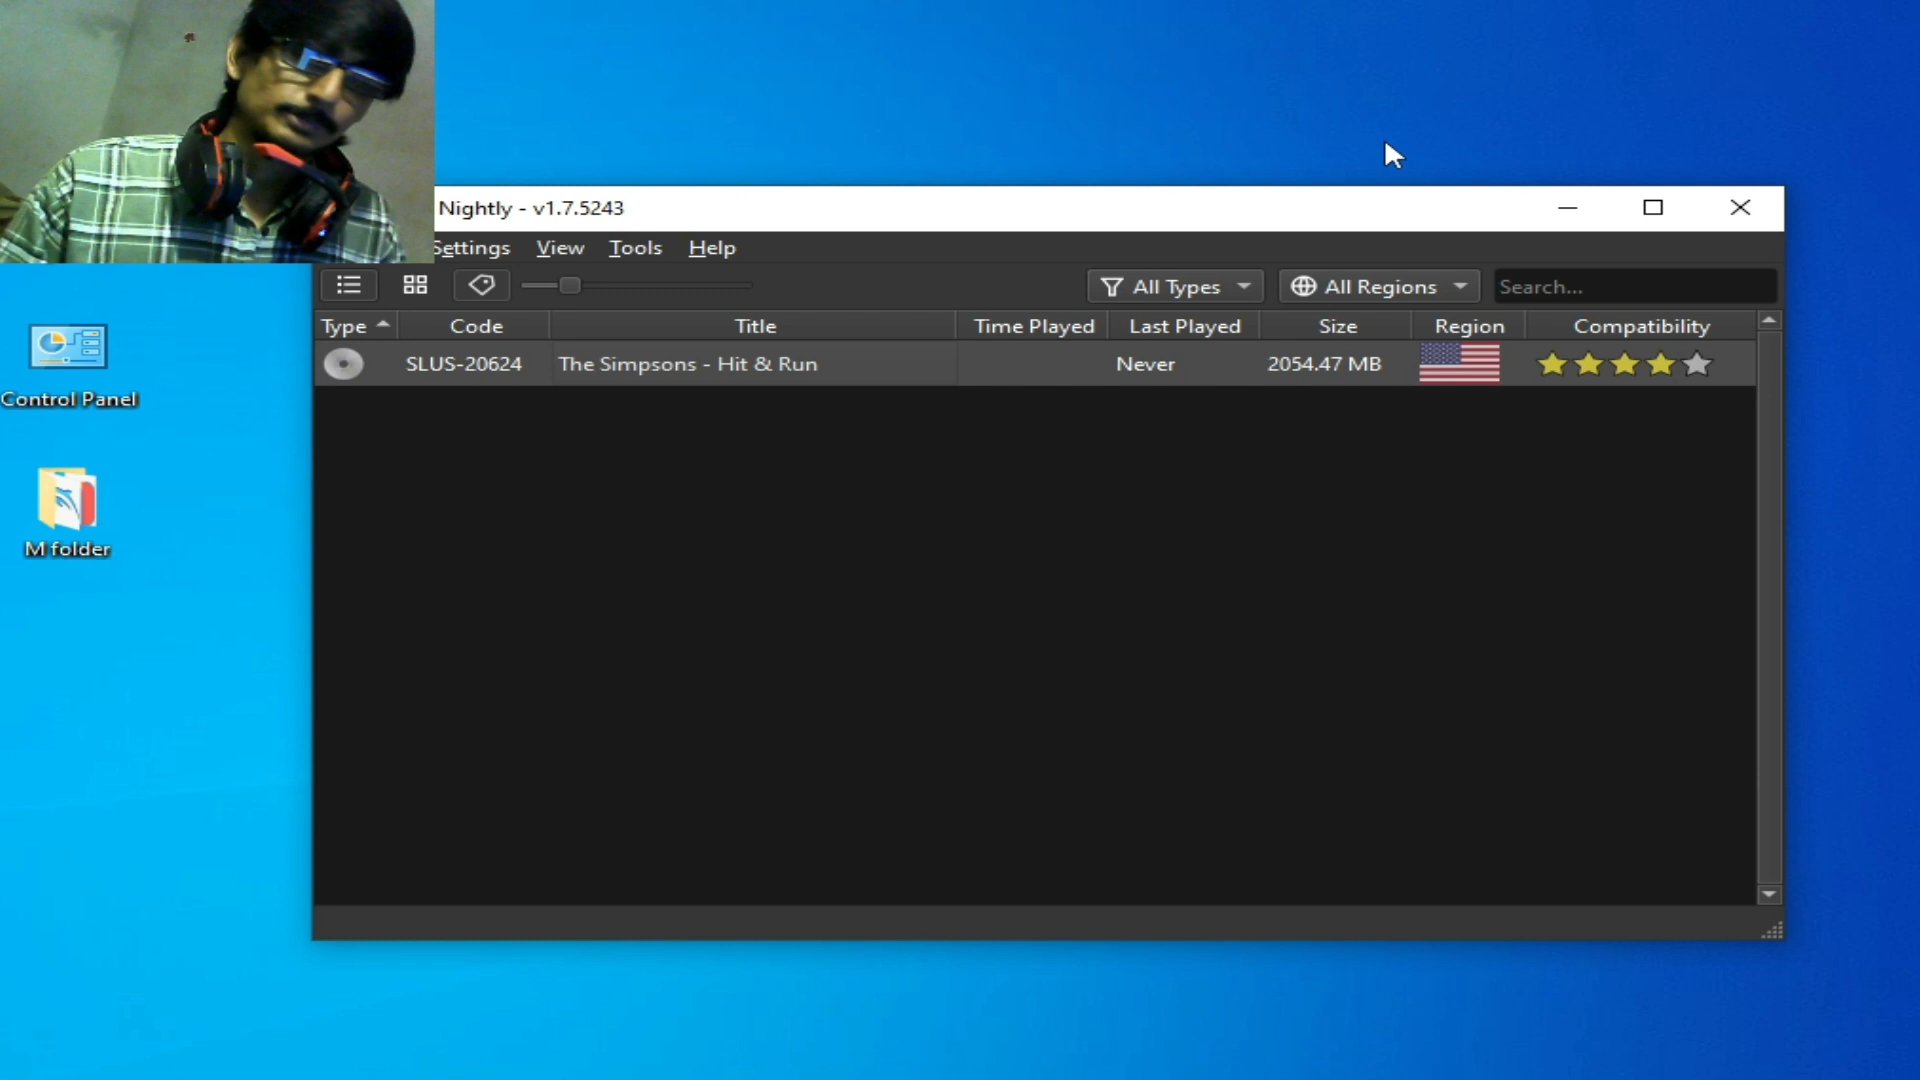 Nightly - v1.7.5243
Settings View Tools Help
All Types All Regions Search...
Type Code Title Time Played Last Played Size Region Compatibility
SLUS-20624 The Simpsons - Hit & Run Never 2054.47 MB
Control Panel
M folder